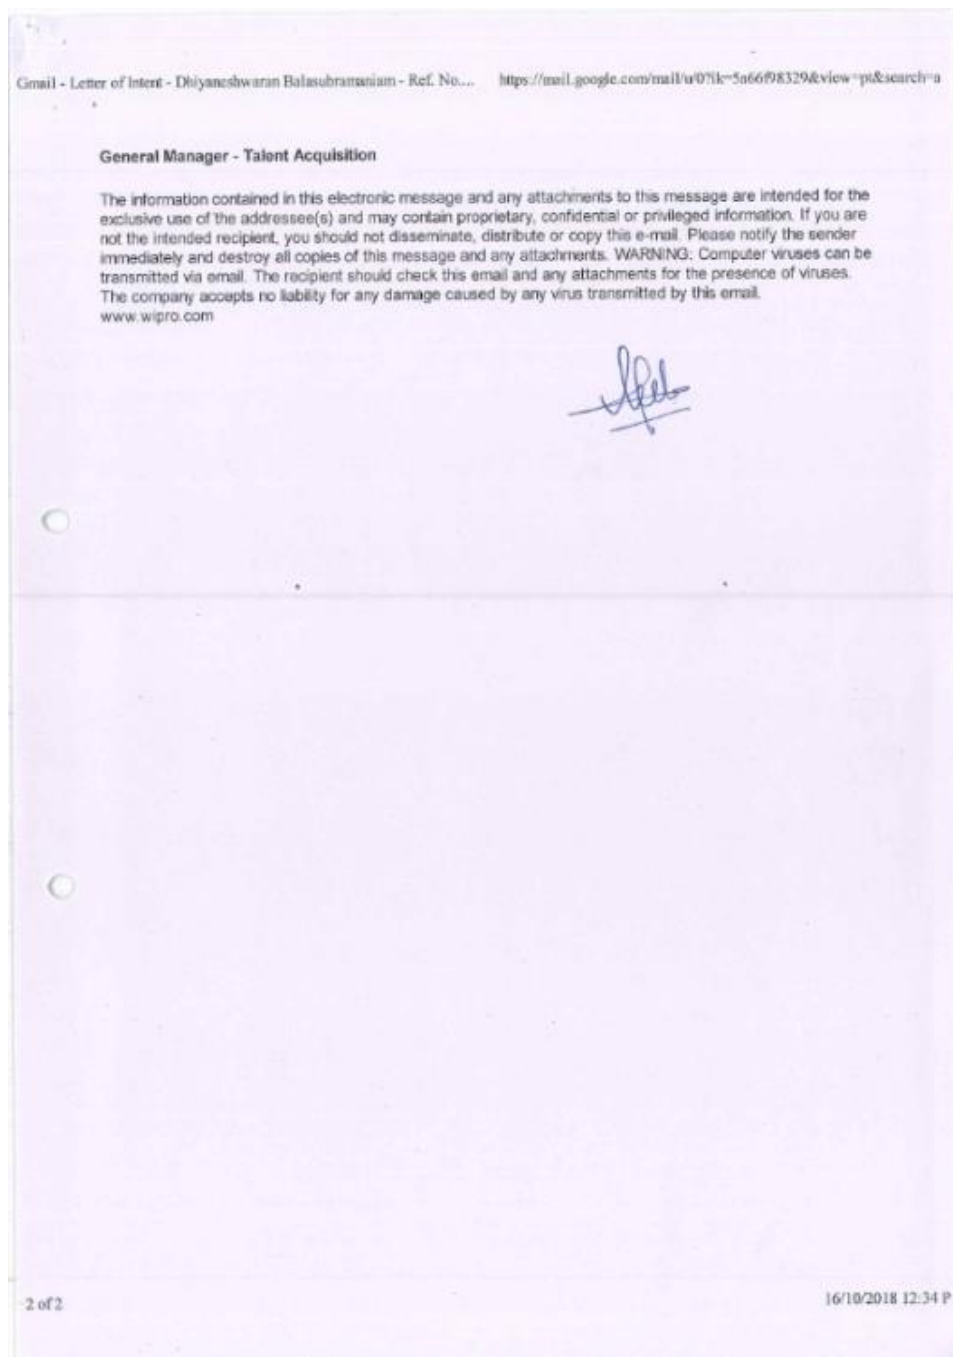 Gmail - Letter of Intent - Dhiyaneshwaran Balasubramaniam - Ref. No.... https://mail.google.com/mail/u/0?ik=5a66f98329&view=pt&search=a
General Manager - Talent Acquisition
The information contained in this electronic message and any attachments to this message are intended for the
exclusive use of the addressee(s) and may contain proprietary, confidential or privileged information. If you are
not the intended recipient, you should not disseminate, distribute or copy this e-mail. Please notify the sender
immediately and destroy all copies of this message and any attachments. WARNING: Computer viruses can be
transmitted via email. The recipient should check this email and any attachments for the presence of viruses.
The company accepts no liability for any damage caused by any virus transmitted by this email.
www.wipro.com
2 of 2
16/10/2018 12:34 P